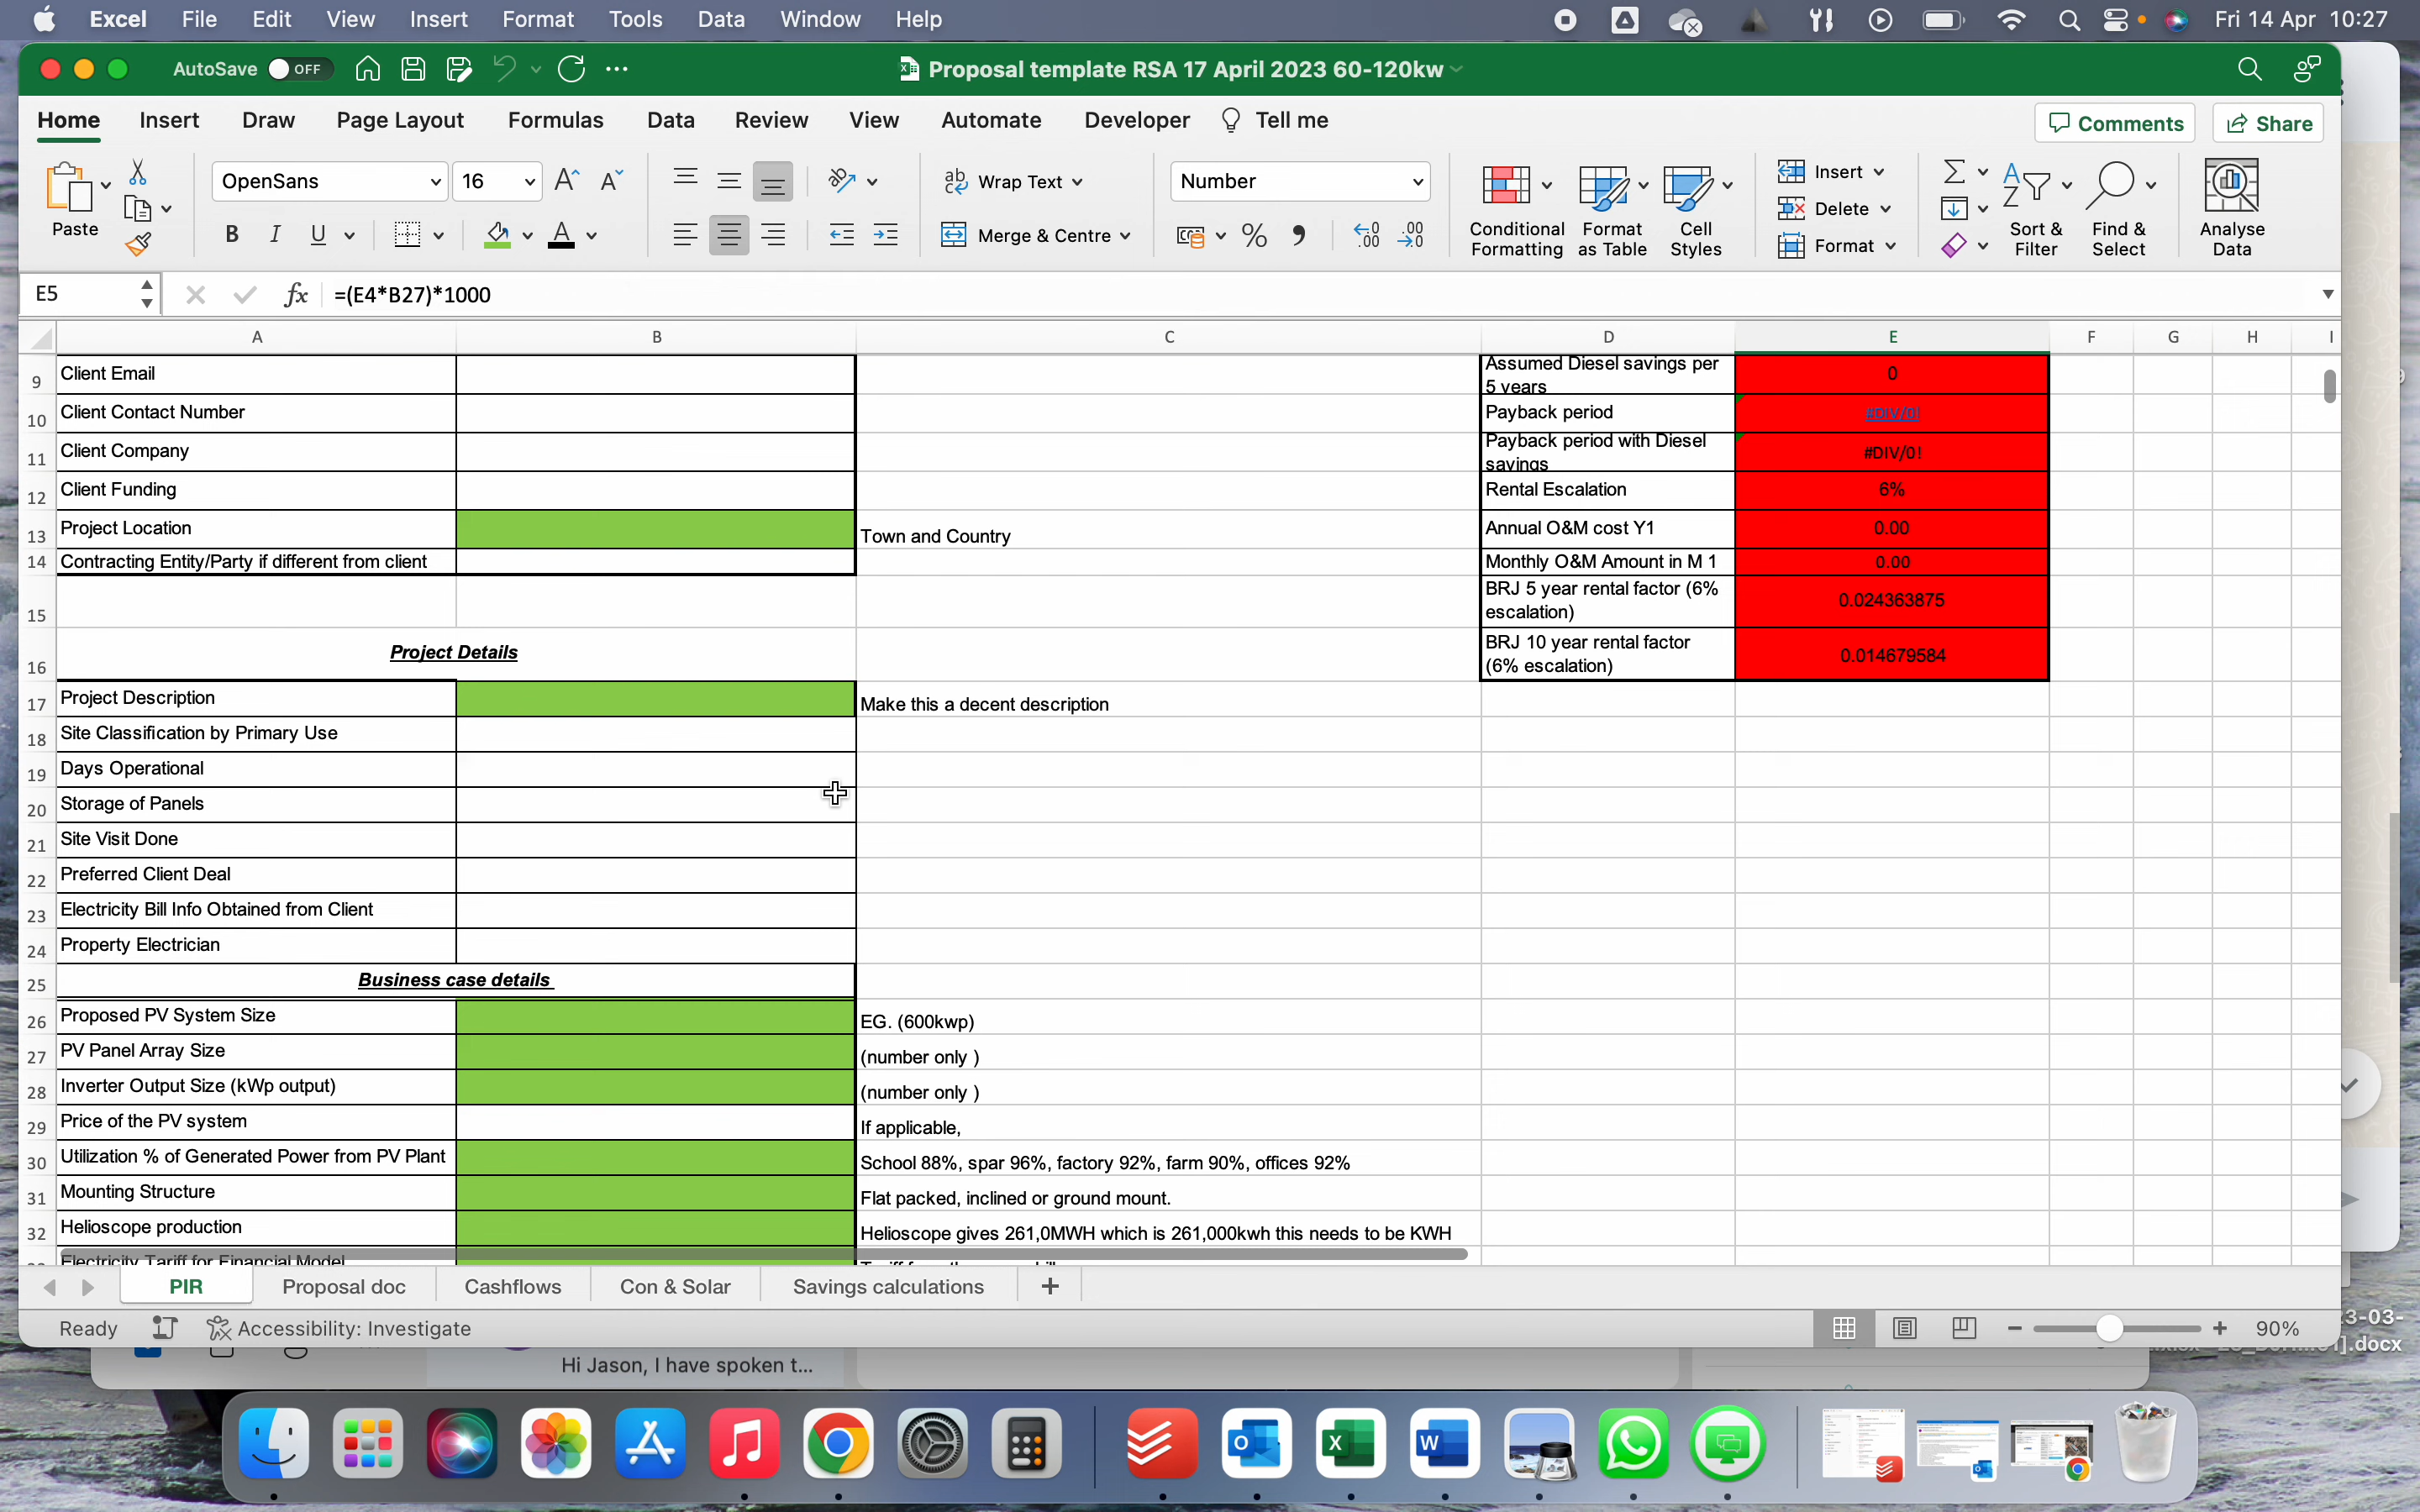 Excel File Edit View Insert Format Tools Data Window Help Fri 14 Apr 10:27
AutoSave OFF Proposal template RSA 17 April 2023 60-120kw
Home Insert Draw Page Layout Formulas Data Review View Automate Developer Tell me Comments Share
Paste OpenSans 16 Wrap Text Number Insert
B I U Merge & Centre Conditional Formatting Format as Table Cell Styles Delete Format Sort & Filter Find & Select Analyse Data
E5 fx =(E4*B27)*1000
A B C D E F G H I
9 Client Email Assumed Diesel savings per 5 years 0
10 Client Contact Number Payback period #DIV/0!
11 Client Company Payback period with Diesel savings #DIV/0!
12 Client Funding Rental Escalation 6%
13 Project Location Town and Country Annual O&M cost Y1 0.00
14 Contracting Entity/Party if different from client Monthly O&M Amount in M 1 0.00
15 BRJ 5 year rental factor (6% escalation) 0.024363875
16 Project Details BRJ 10 year rental factor (6% escalation) 0.014679584
17 Project Description Make this a decent description
18 Site Classification by Primary Use
19 Days Operational
20 Storage of Panels
21 Site Visit Done
22 Preferred Client Deal
23 Electricity Bill Info Obtained from Client
24 Property Electrician
25 Business case details
26 Proposed PV System Size EG. (600kwp)
27 PV Panel Array Size (number only )
28 Inverter Output Size (kWp output) (number only )
29 Price of the PV system If applicable,
30 Utilization % of Generated Power from PV Plant School 88%, spar 96%, factory 92%, farm 90%, offices 92%
31 Mounting Structure Flat packed, inclined or ground mount.
32 Helioscope production Helioscope gives 261,0MWH which is 261,000kwh this needs to be KWH
Electricity Tariff for Financial Model
PIR Proposal doc Cashflows Con & Solar Savings calculations +
Ready Accessibility: Investigate 90%
3-03-
].docx
Hi Jason, I have spoken t...